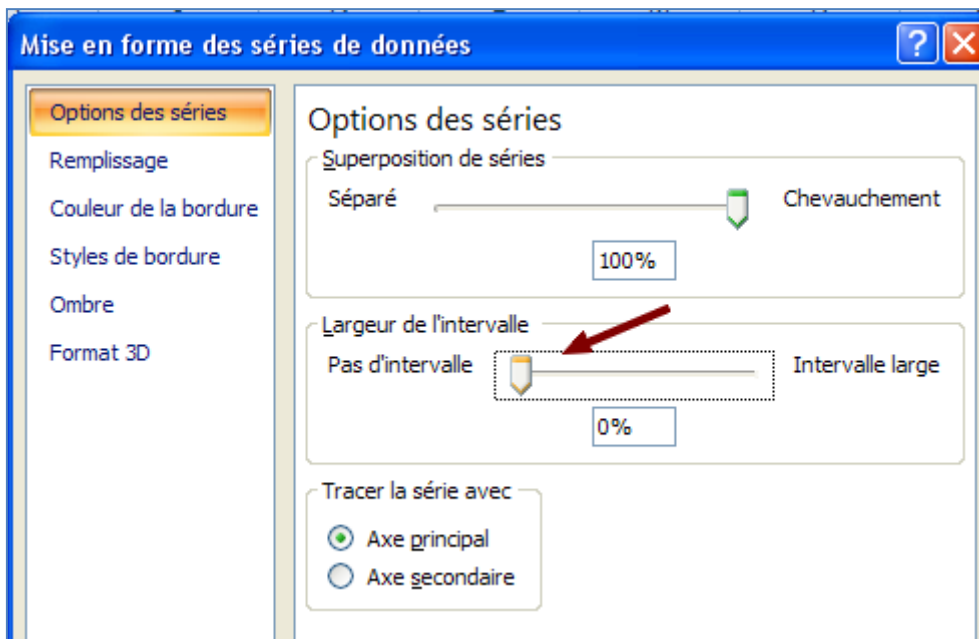 Mise en forme des séries de données
?
Options des séries
Remplissage
Couleur de la bordure
Styles de bordure
Ombre
Format 3D
Options des séries
Superposition de séries
Séparé Chevauchement
100%
Largeur de l'intervalle
Pas d'intervalle Intervalle large
0%
Tracer la série avec
Axe principal
Axe secondaire